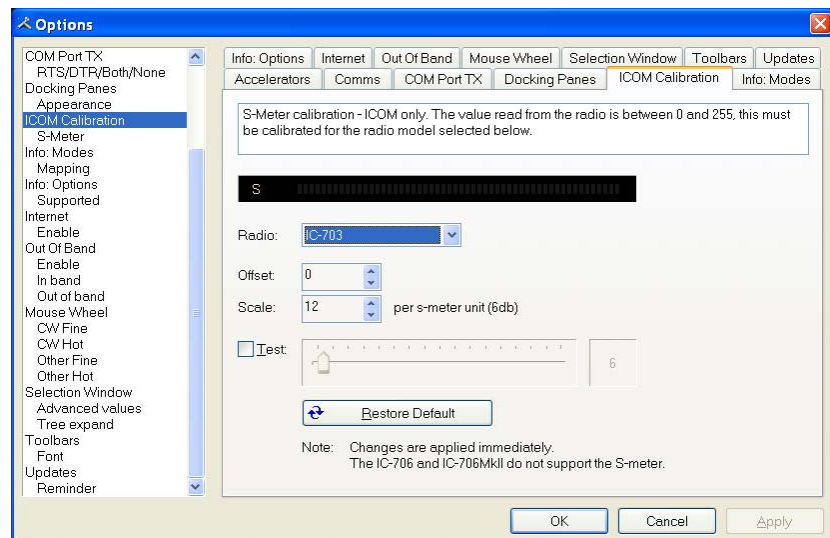 Options
COM Port TX
RTS/DTR/Both/None
Docking Panes
Appearance
ICOM Calibration
S-Meter
Info: Modes
Mapping
Info: Options
Supported
Internet
Enable
Out Of Band
Enable
In band
Out of band
Mouse Wheel
CW Fine
CW Hot
Other Fine
Other Hot
Selection Window
Advanced values
Tree expand
Toolbars
Font
Updates
Reminder
Info: Options Internet Out Of Band Mouse Wheel Selection Window Toolbars Updates
Accelerators Comms COM Port TX Docking Panes ICOM Calibration Info: Modes
S-Meter calibration - ICOM only. The value read from the radio is between 0 and 255, this must
be calibrated for the radio model selected below.
S
Radio: IC-703
Offset: 0
Scale: 12 per s-meter unit (6db)
Test: 6
Restore Default
Note: Changes are applied immediately.
The IC-706 and IC-706MkII do not support the S-meter.
OK Cancel Apply